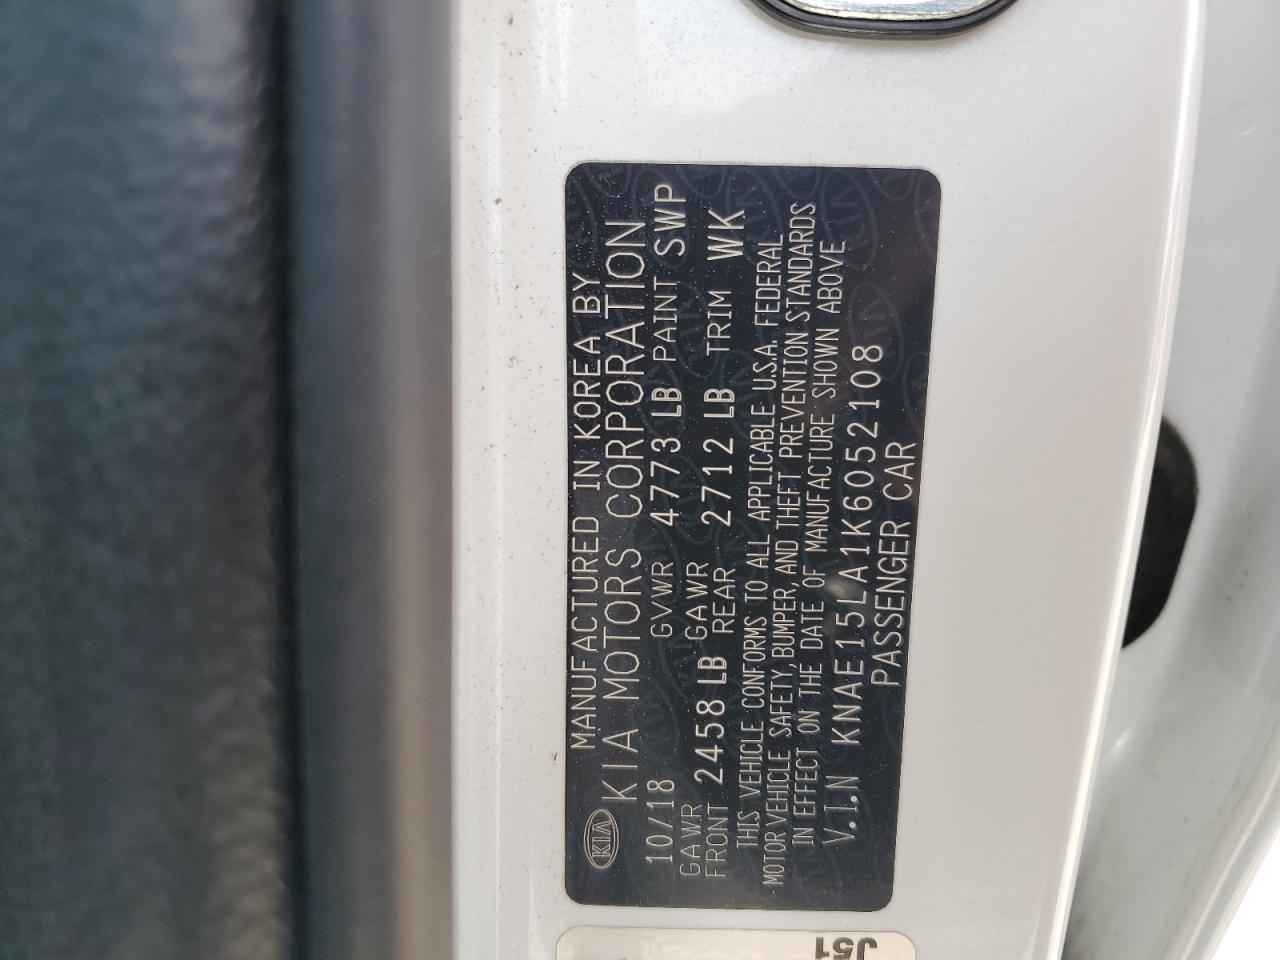 MANUFACTURED IN KOREA BY
KIA KIA MOTORS CORPORATION
10/18 GVWR 4773 LB PAINT SWP
GAWR FRONT 2458 LB GAWR REAR 2712 LB TRIM WK
THIS VEHICLE CONFORMS TO ALL APPLICABLE U.S.A. FEDERAL
MOTOR VEHICLE SAFETY, BUMPER, AND THEFT PREVENTION STANDARDS
IN EFFECT ON THE DATE OF MANUFACTURE SHOWN ABOVE
V.I.N KNAE15LA1K6052108
PASSENGER CAR
J51